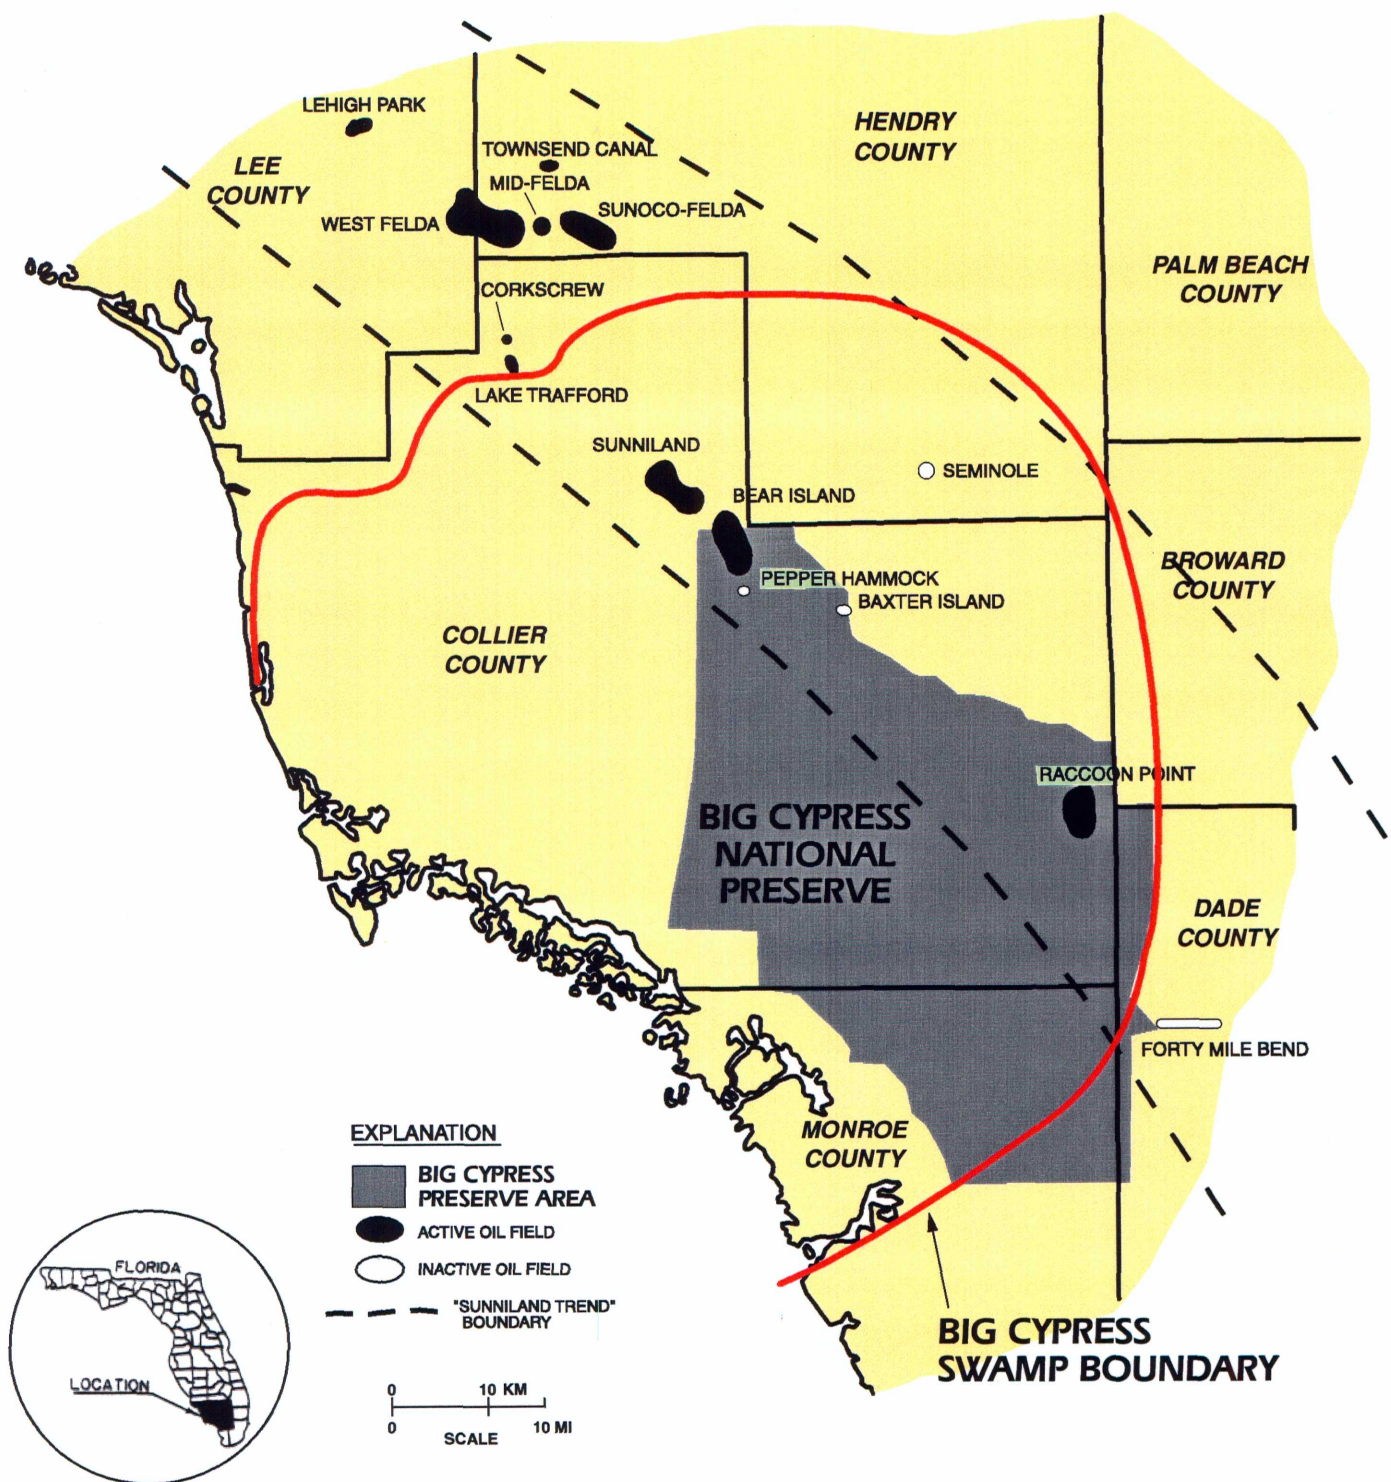 LEHIGH PARK
LEE
COUNTY
TOWNSEND CANAL
MID-FELDA
SUNOCO-FELDA
WEST FELDA
HENDRY
COUNTY
PALM BEACH
COUNTY
CORKSCREW
LAKE TRAFFORD
SUNNILAND
BEAR ISLAND
SEMINOLE
BROWARD
COUNTY
PEPPER HAMMOCK
BAXTER ISLAND
COLLIER
COUNTY
RACCOON POINT
BIG CYPRESS
NATIONAL
PRESERVE
DADE
COUNTY
FORTY MILE BEND
MONROE
COUNTY
EXPLANATION
BIG CYPRESS
PRESERVE AREA
ACTIVE OIL FIELD
INACTIVE OIL FIELD
"SUNNILAND TREND"
BOUNDARY
0 10 KM
0 10 MI
SCALE
FLORIDA
LOCATION
BIG CYPRESS
SWAMP BOUNDARY